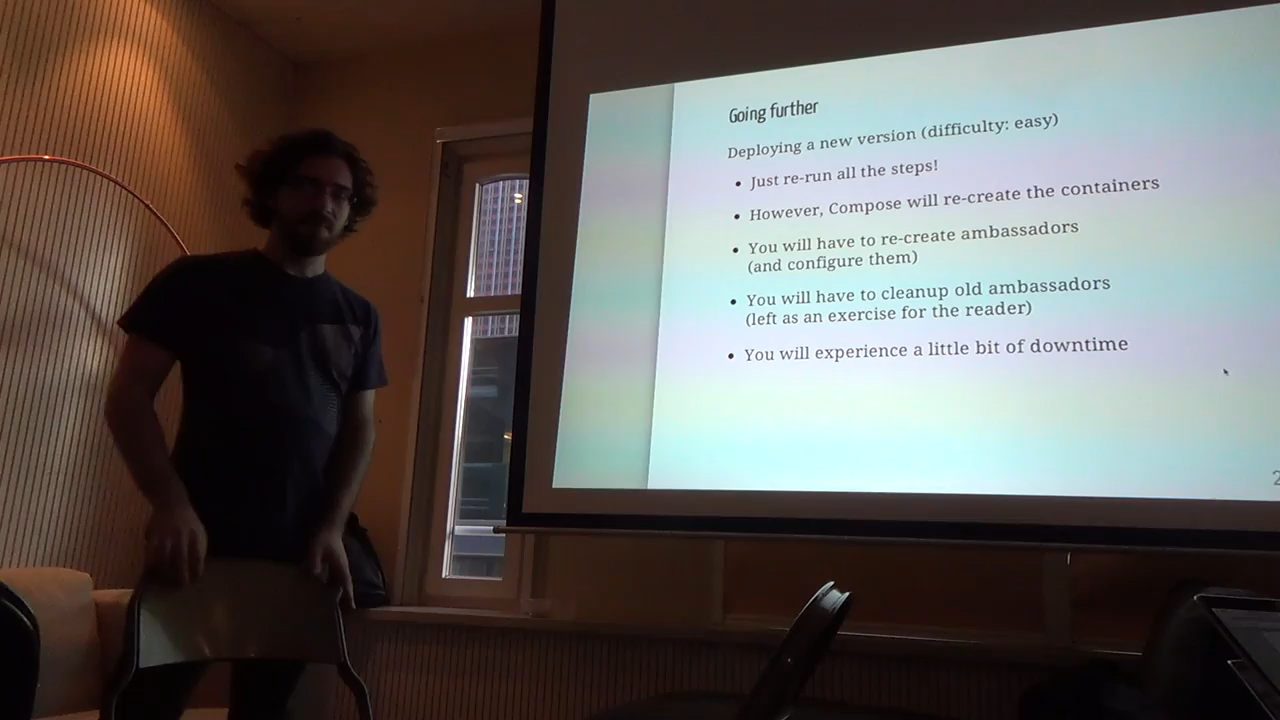 Going further
Deploying a new version (difficulty: easy)
• Just re-run all the steps!
• However, Compose will re-create the containers
• You will have to re-create ambassadors
(and configure them)
• You will have to cleanup old ambassadors
(left as an exercise for the reader)
• You will experience a little bit of downtime
2